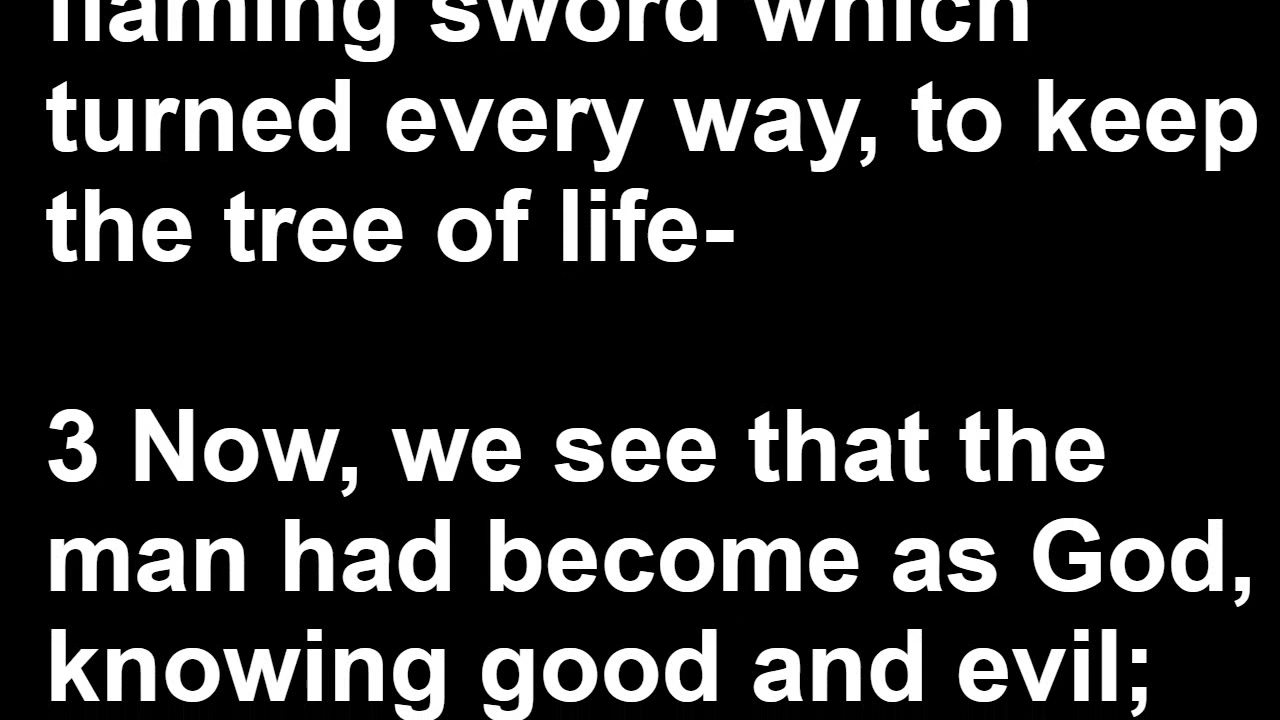 flaming sword which
turned every way, to keep
the tree of life-
3 Now, we see that the
man had become as God,
knowing good and evil;